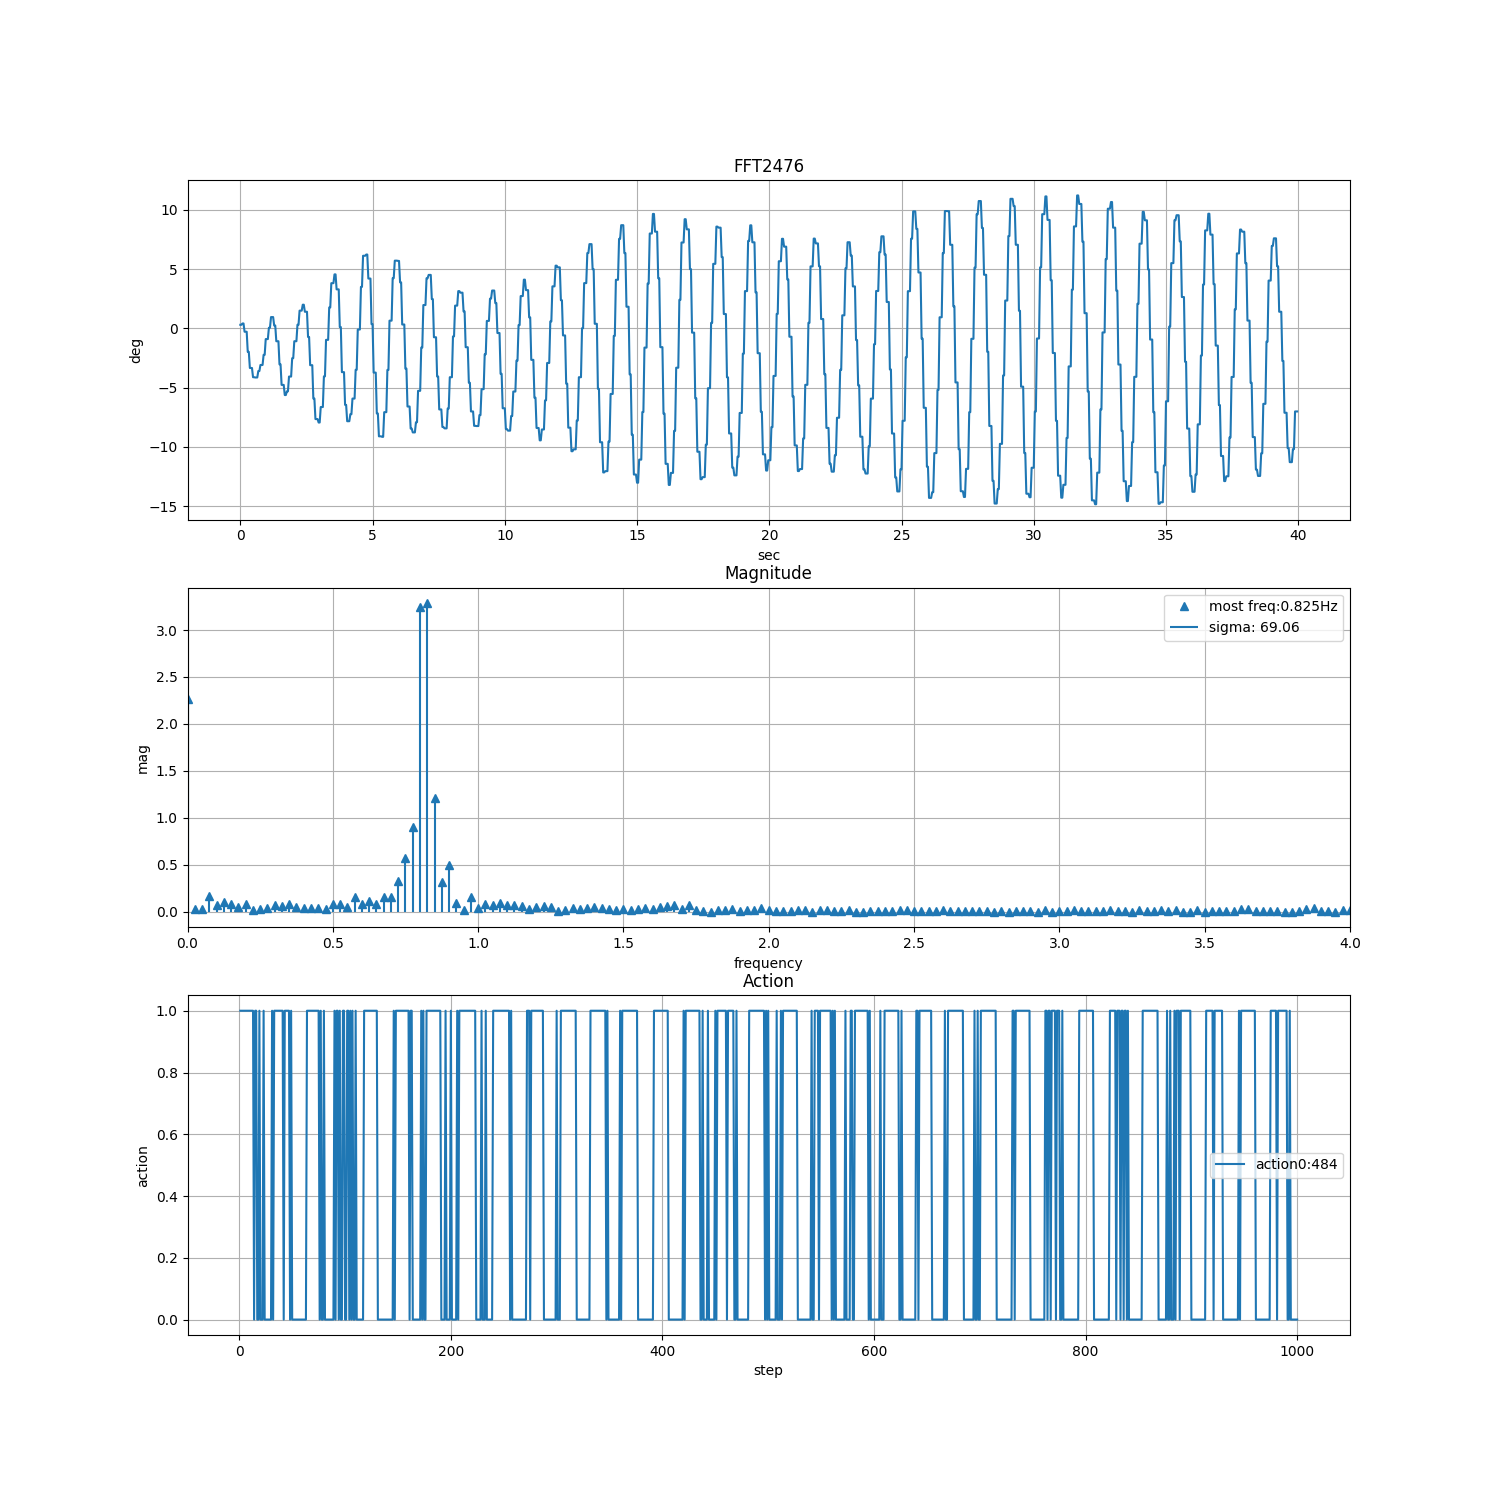 FFT2476
10
5
0
−5
−10
−15
deg
0 5 10 15 20 25 30 35 40
sec
Magnitude
most freq:0.825Hz
sigma: 69.06
3.0
2.5
2.0
1.5
1.0
0.5
0.0
mag
0.0 0.5 1.0 1.5 2.0 2.5 3.0 3.5 4.0
frequency
Action
1.0
0.8
0.6
0.4
0.2
0.0
action
action0:484
0 200 400 600 800 1000
step